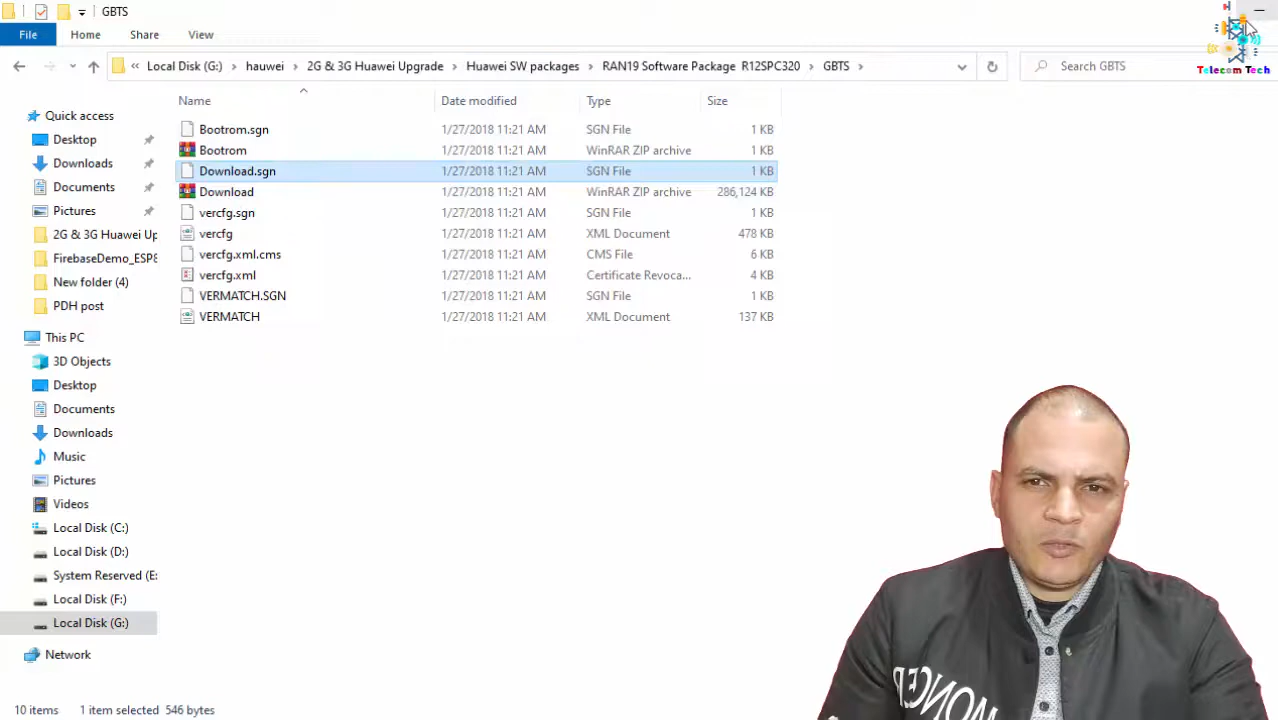 GBTS
File Home Share View
« Local Disk (G:) › hauwei › 2G & 3G Huawei Upgrade › Huawei SW packages › RAN19 Software Package R12SPC320 › GBTS › Search GBTS
Telecom Tech
Name Date modified Type Size
Bootrom.sgn 1/27/2018 11:21 AM SGN File 1 KB
Bootrom 1/27/2018 11:21 AM WinRAR ZIP archive 1 KB
Download.sgn 1/27/2018 11:21 AM SGN File 1 KB
Download 1/27/2018 11:21 AM WinRAR ZIP archive 286,124 KB
vercfg.sgn 1/27/2018 11:21 AM SGN File 1 KB
vercfg 1/27/2018 11:21 AM XML Document 478 KB
vercfg.xml.cms 1/27/2018 11:21 AM CMS File 6 KB
vercfg.xml 1/27/2018 11:21 AM Certificate Revoca... 4 KB
VERMATCH.SGN 1/27/2018 11:21 AM SGN File 1 KB
VERMATCH 1/27/2018 11:21 AM XML Document 137 KB
Quick access
Desktop
Downloads
Documents
Pictures
2G & 3G Huawei Up
FirebaseDemo_ESP8
New folder (4)
PDH post
This PC
3D Objects
Desktop
Documents
Downloads
Music
Pictures
Videos
Local Disk (C:)
Local Disk (D:)
System Reserved (E:
Local Disk (F:)
Local Disk (G:)
Network
10 items 1 item selected 546 bytes